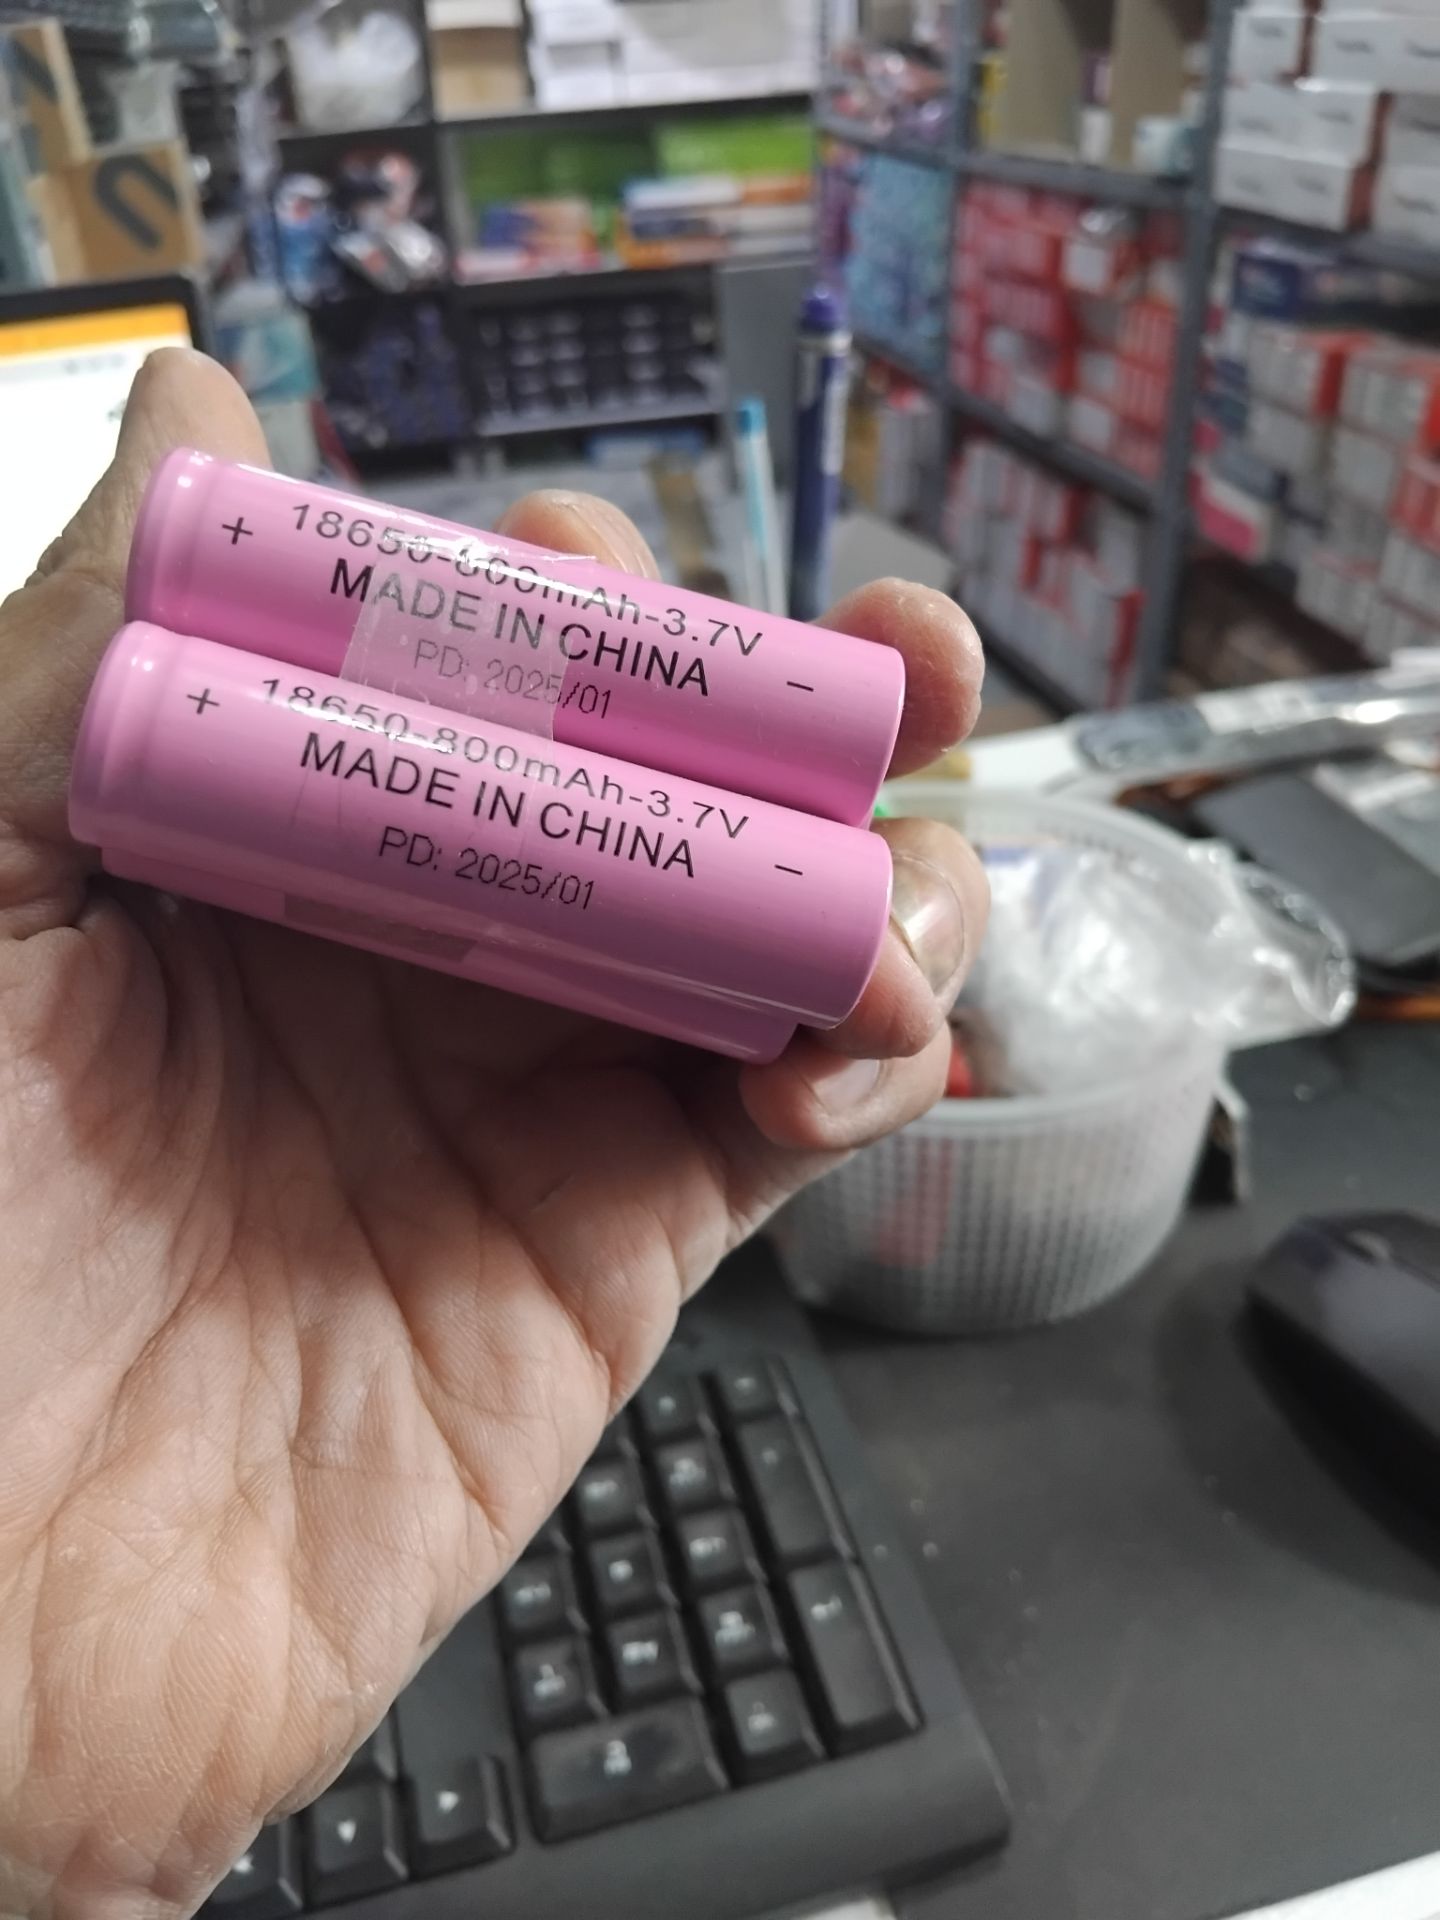 + 18650-800mAh-3.7V
MADE IN CHINA -
PD: 2025/01
+ 18650-800mAh-3.7V
MADE IN CHINA -
PD: 2025/01